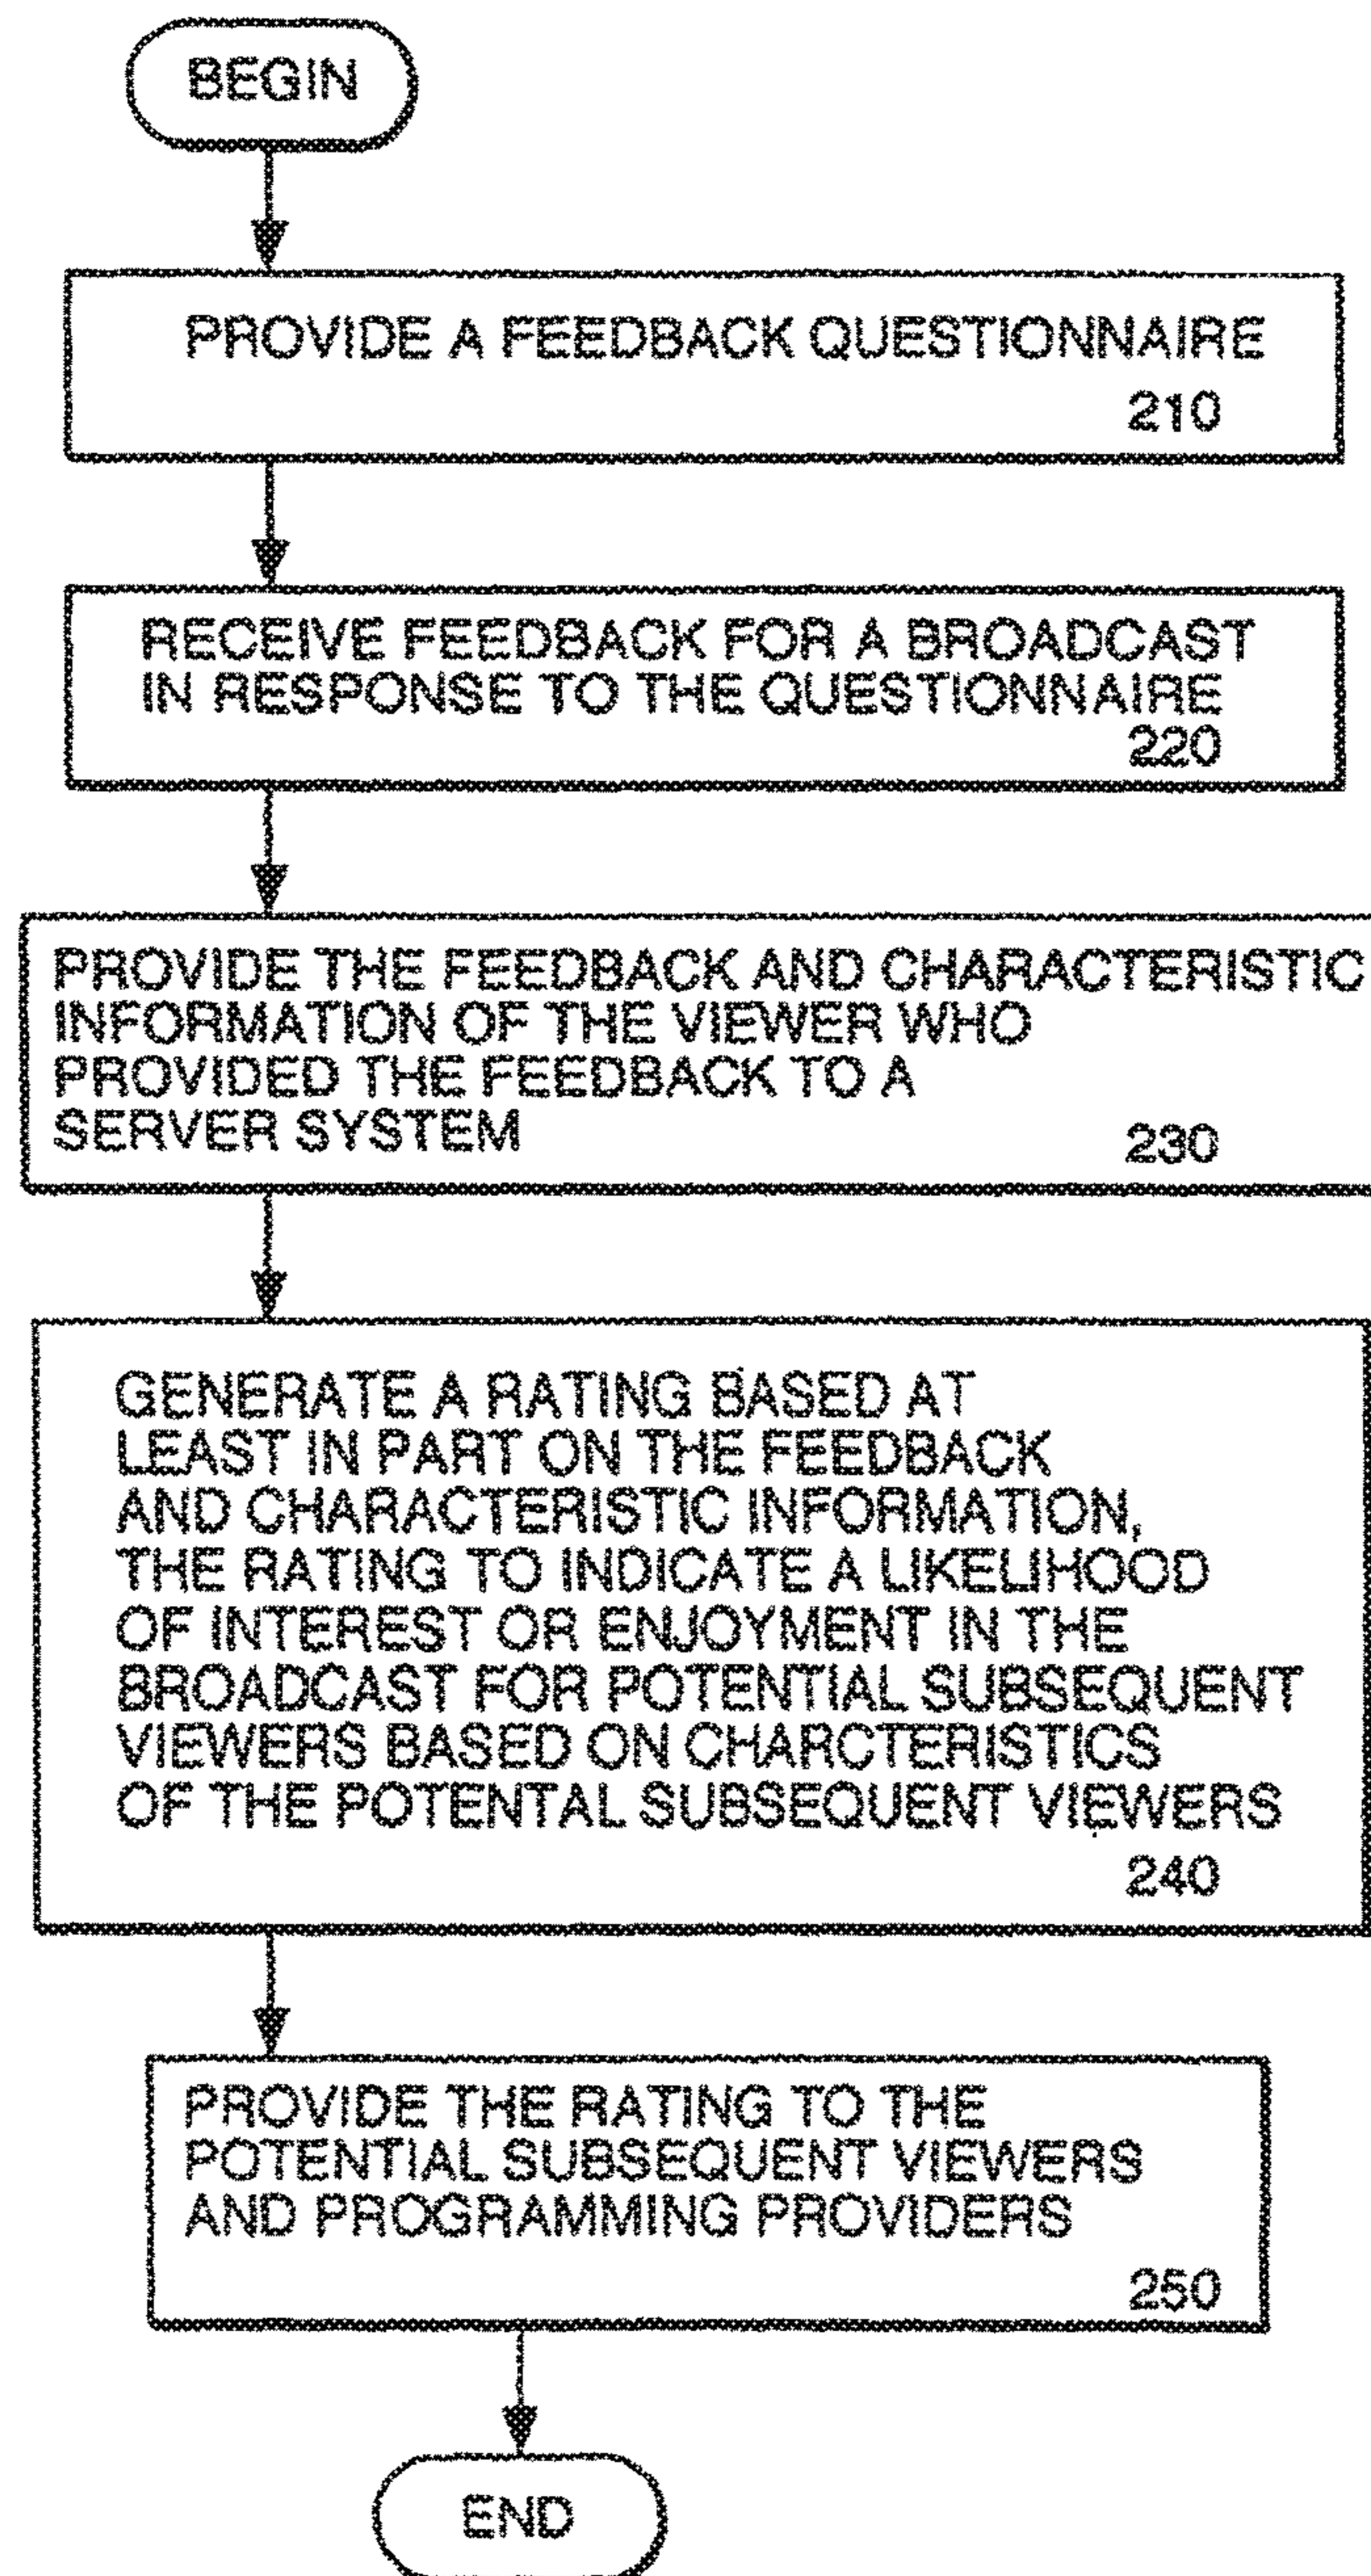 BEGIN
PROVIDE A FEEDBACK QUESTIONNAIRE
210
RECEIVE FEEDBACK FOR A BROADCAST
IN RESPONSE TO THE QUESTIONNAIRE
220
PROVIDE THE FEEDBACK AND CHARACTERISTIC
INFORMATION OF THE VIEWER WHO
PROVIDED THE FEEDBACK TO A
SERVER SYSTEM
230
GENERATE A RATING BASED AT
LEAST IN PART ON THE FEEDBACK
AND CHARACTERISTIC INFORMATION,
THE RATING TO INDICATE A LIKELIHOOD
OF INTEREST OR ENJOYMENT IN THE
BROADCAST FOR POTENTIAL SUBSEQUENT
VIEWERS BASED ON CHARCTERISTICS
OF THE POTENTAL SUBSEQUENT VIEWERS
240
PROVIDE THE RATING TO THE
POTENTIAL SUBSEQUENT VIEWERS
AND PROGRAMMING PROVIDERS
250
END